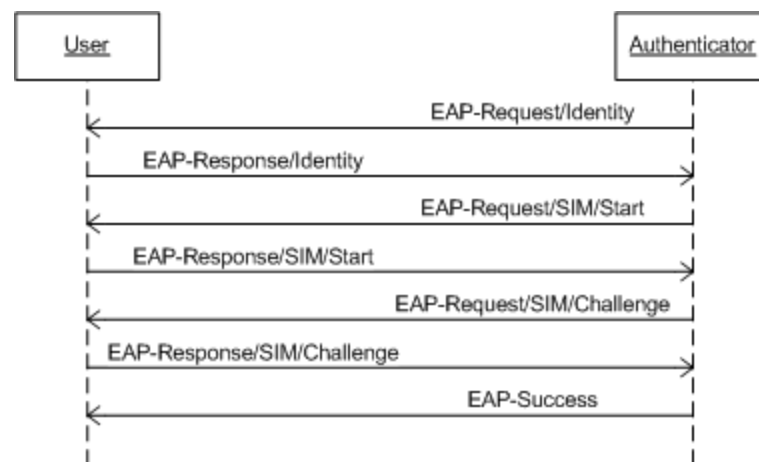 User
Authenticator
EAP-Request/Identity
EAP-Response/Identity
EAP-Request/SIM/Start
EAP-Response/SIM/Start
EAP-Request/SIM/Challenge
EAP-Response/SIM/Challenge
EAP-Success